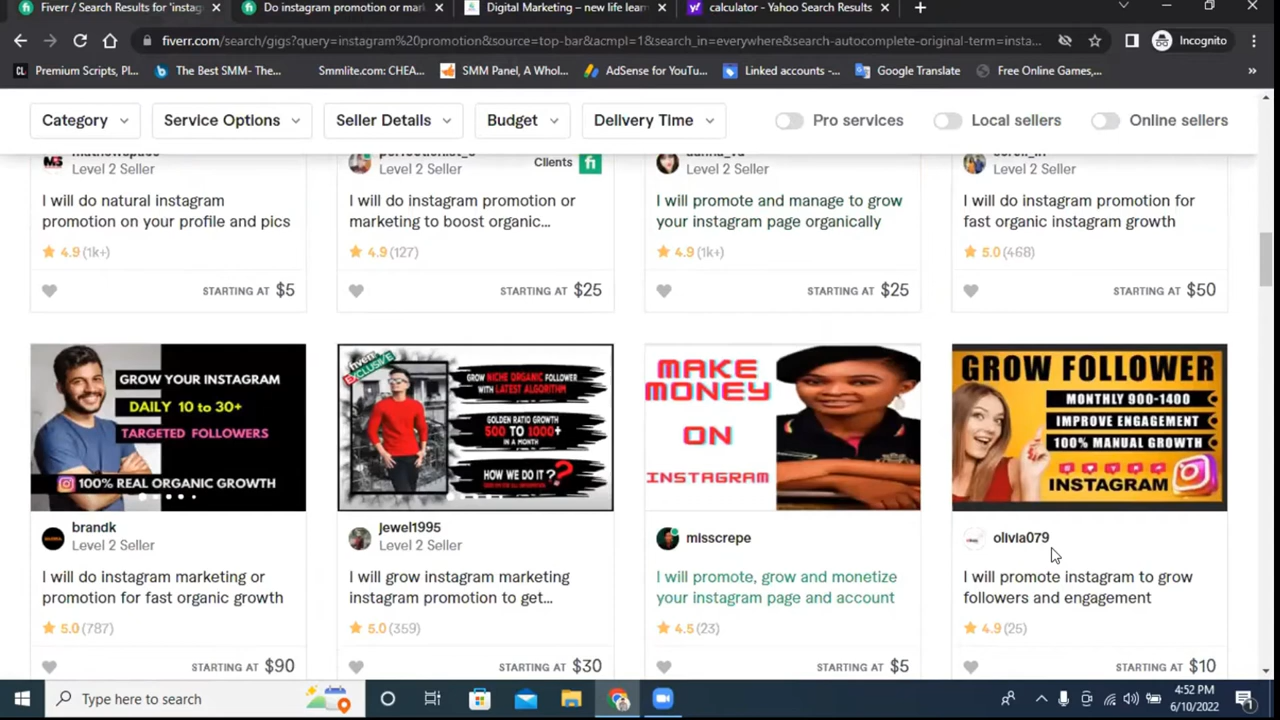 Fiverr / Search Results for 'instag
Do instagram promotion or mark
Digital Marketing – new life learn
calculator - Yahoo Search Results
fiverr.com/search/gigs?query=instagram%20promotion&source=top-bar&acmpl=1&search_in=everywhere&search-autocomplete-original-term=insta...
Incognito
Premium Scripts, Pl...
The Best SMM- The...
Smmlite.com: CHEA...
SMM Panel, A Whol...
AdSense for YouTu...
Linked accounts -...
Google Translate
Free Online Games,...
»
Category
Service Options
Seller Details
Budget
Delivery Time
Pro services
Local sellers
Online sellers
Level 2 Seller
Level 2 Seller
Clients fi
Level 2 Seller
Level 2 Seller
I will do natural instagram
promotion on your profile and pics
I will do instagram promotion or
marketing to boost organic...
I will promote and manage to grow
your instagram page organically
I will do instagram promotion for
fast organic instagram growth
4.9 (1k+)
4.9 (127)
4.9 (1k+)
5.0 (468)
STARTING AT $5
STARTING AT $25
STARTING AT $25
STARTING AT $50
GROW YOUR INSTAGRAM
DAILY 10 to 30+
TARGETED FOLLOWERS
100% REAL ORGANIC GROWTH
EXCLUSIVE
GROW NICHE ORGANIC FOLLOWER
WITH LATEST ALGORITHM
GOLDEN RATIO GROWTH
500 TO 1000+
IN A MONTH
HOW WE DO IT ?
MAKE
MONEY
ON
INSTAGRAM
GROW FOLLOWER
MONTHLY 900-1400
IMPROVE ENGAGEMENT
100% MANUAL GROWTH
INSTAGRAM
brandk
Level 2 Seller
jewel1995
Level 2 Seller
misscrepe
olivia079
I will do instagram marketing or
promotion for fast organic growth
I will grow instagram marketing
instagram promotion to get...
I will promote, grow and monetize
your instagram page and account
I will promote instagram to grow
followers and engagement
5.0 (787)
5.0 (359)
4.5 (23)
4.9 (25)
STARTING AT $90
STARTING AT $30
STARTING AT $5
STARTING AT $10
Type here to search
4:52 PM
6/10/2022